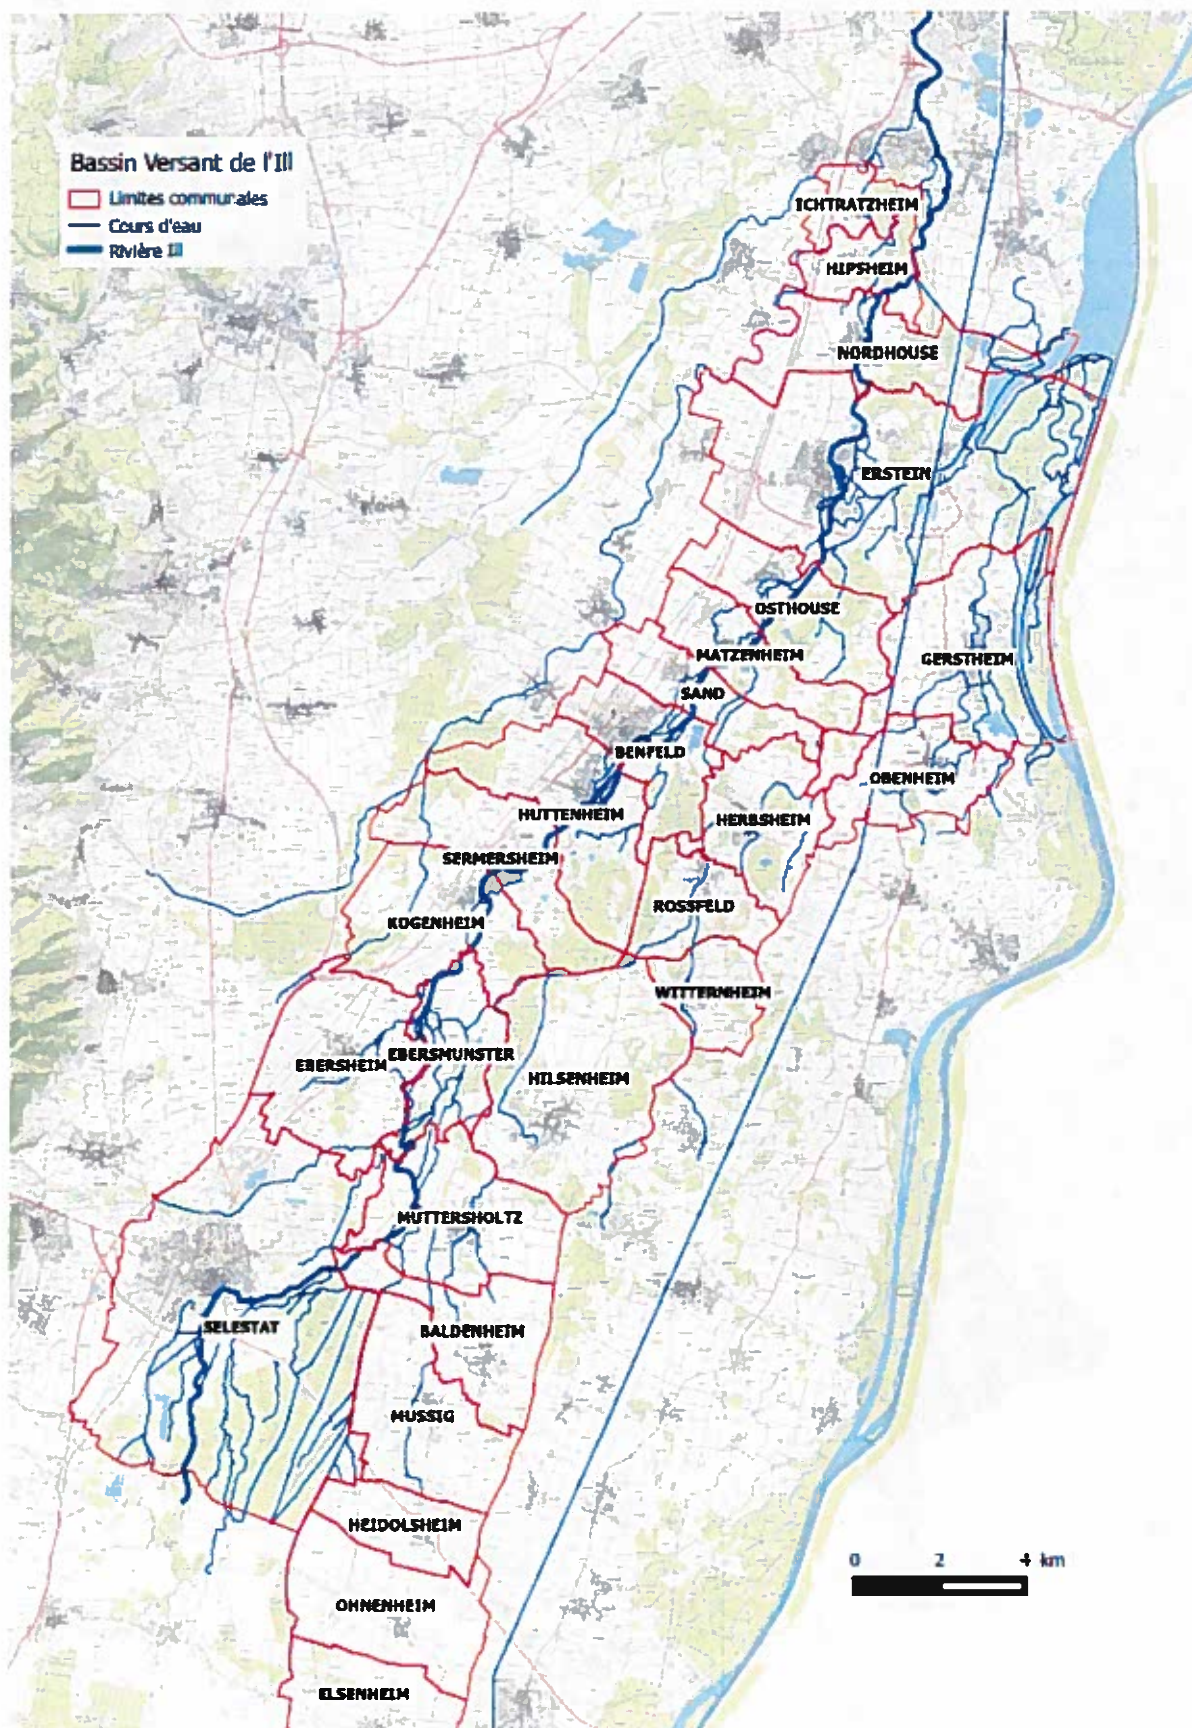 Bassin Versant de l'Ill
Limites communales
Cours d'eau
Rivière Ill
ICHTRATZHEIM
HIPSHEIM
NORDHOUSE
ERSTEIN
OSTHOUSE
MATZENHEIM
GERSTHEIM
SAND
BENFELD
OBENHEIM
HUTTENHEIM
HERBSHEIM
SERMERSHEIM
ROSSFELD
KOGENHEIM
WITTERNHEIM
EBERSMUNSTER
EBERSHEIM
HILSENHEIM
MUTTERSHOLTZ
SELESTAT
BALDENHEIM
MUSSIG
HEIDOLSHEIM
0 2 4 km
OHNENHEIM
ELSENHEIM